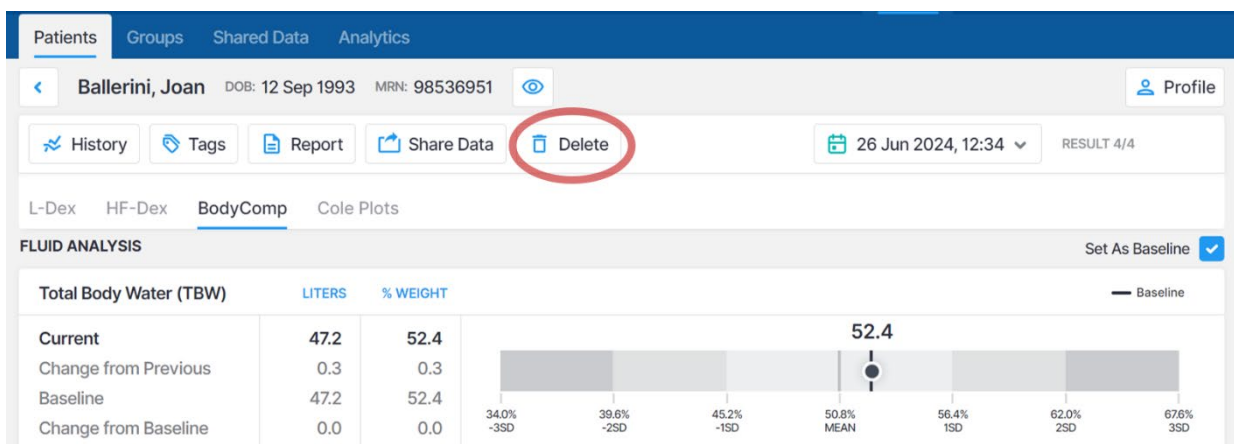 Patients Groups Shared Data Analytics
Ballerini, Joan DOB: 12 Sep 1993 MRN: 98536951 Profile
History Tags Report Share Data Delete 26 Jun 2024, 12:34 RESULT 4/4
L-Dex HF-Dex BodyComp Cole Plots
FLUID ANALYSIS Set As Baseline
Total Body Water (TBW) LITERS % WEIGHT Baseline
Current 47.2 52.4 52.4
Change from Previous 0.3 0.3
Baseline 47.2 52.4
34.0% 39.6% 45.2% 50.8% 56.4% 62.0% 67.6%
-3SD -2SD -1SD MEAN 1SD 2SD 3SD
Change from Baseline 0.0 0.0